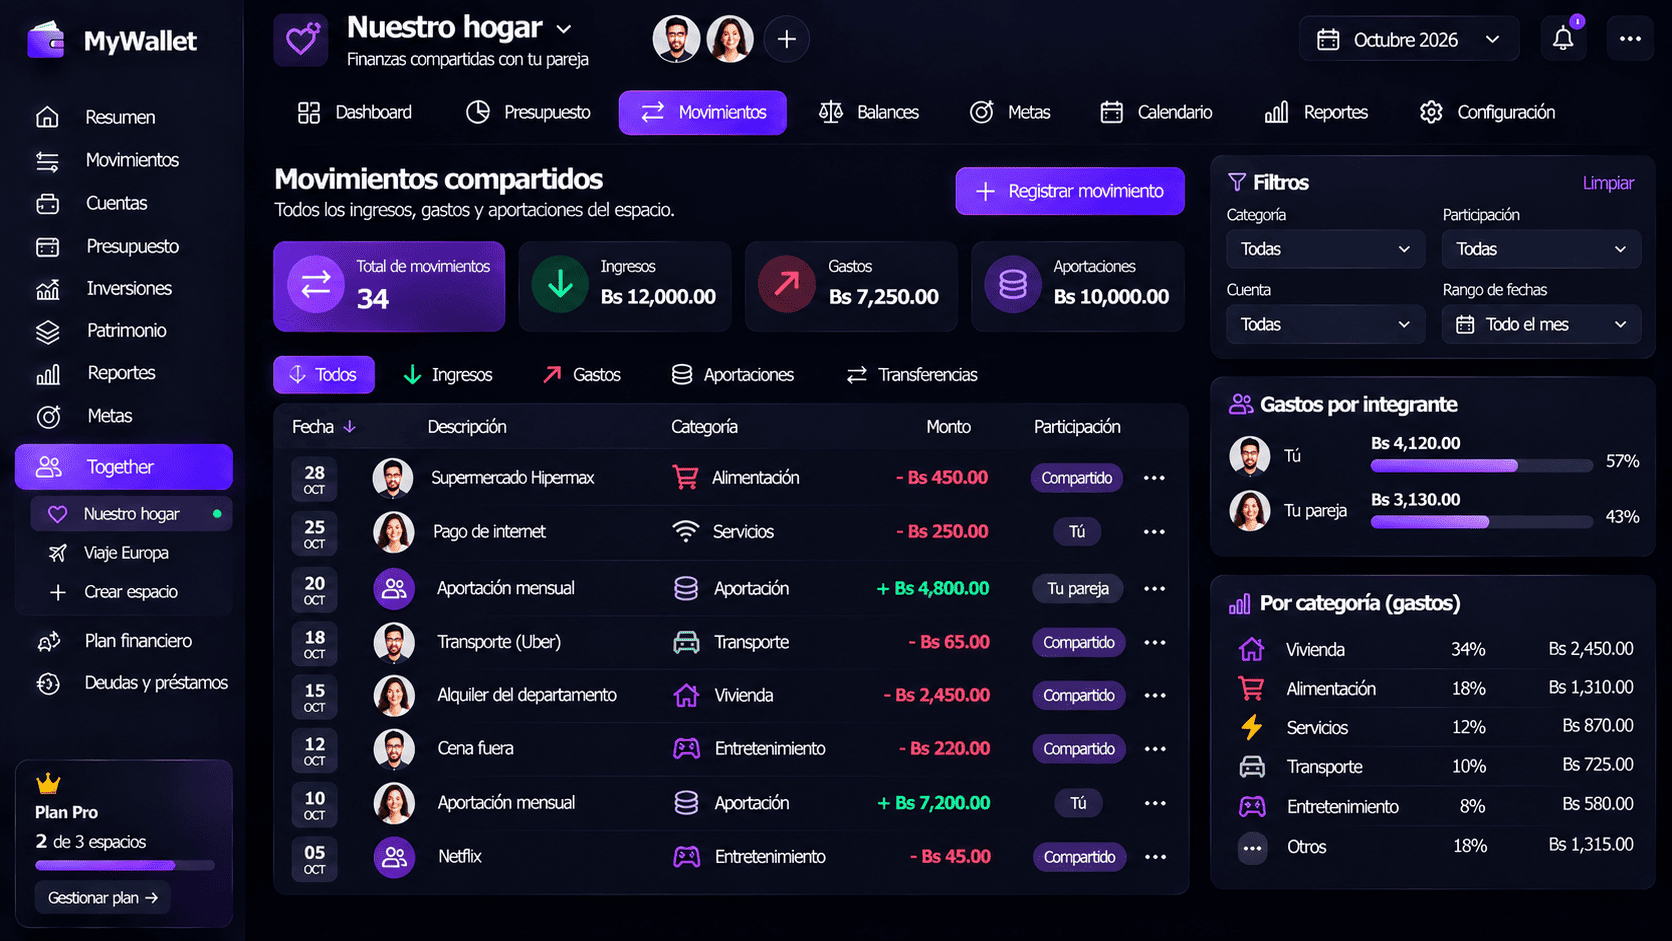 MyWallet
Resumen
Movimientos
Cuentas
Presupuesto
Inversiones
Patrimonio
Reportes
Metas
Together
Nuestro hogar
Viaje Europa
Crear espacio
Plan financiero
Deudas y préstamos
Plan Pro
2 de 3 espacios
Gestionar plan →
Nuestro hogar
Finanzas compartidas con tu pareja
Octubre 2026
Dashboard
Presupuesto
Movimientos
Balances
Metas
Calendario
Reportes
Configuración
Movimientos compartidos
Todos los ingresos, gastos y aportaciones del espacio.
+ Registrar movimiento
Total de movimientos
34
Ingresos
Bs 12,000.00
Gastos
Bs 7,250.00
Aportaciones
Bs 10,000.00
Todos
Ingresos
Gastos
Aportaciones
Transferencias
Fecha ↓ Descripción Categoría Monto Participación
28 OCT Supermercado Hipermax Alimentación - Bs 450.00 Compartido
25 OCT Pago de internet Servicios - Bs 250.00 Tú
20 OCT Aportación mensual Aportación + Bs 4,800.00 Tu pareja
18 OCT Transporte (Uber) Transporte - Bs 65.00 Compartido
15 OCT Alquiler del departamento Vivienda - Bs 2,450.00 Compartido
12 OCT Cena fuera Entretenimiento - Bs 220.00 Compartido
10 OCT Aportación mensual Aportación + Bs 7,200.00 Tú
05 OCT Netflix Entretenimiento - Bs 45.00 Compartido
Filtros
Limpiar
Categoría
Todas
Participación
Todas
Cuenta
Todas
Rango de fechas
Todo el mes
Gastos por integrante
Tú Bs 4,120.00 57%
Tu pareja Bs 3,130.00 43%
Por categoría (gastos)
Vivienda 34% Bs 2,450.00
Alimentación 18% Bs 1,310.00
Servicios 12% Bs 870.00
Transporte 10% Bs 725.00
Entretenimiento 8% Bs 580.00
Otros 18% Bs 1,315.00